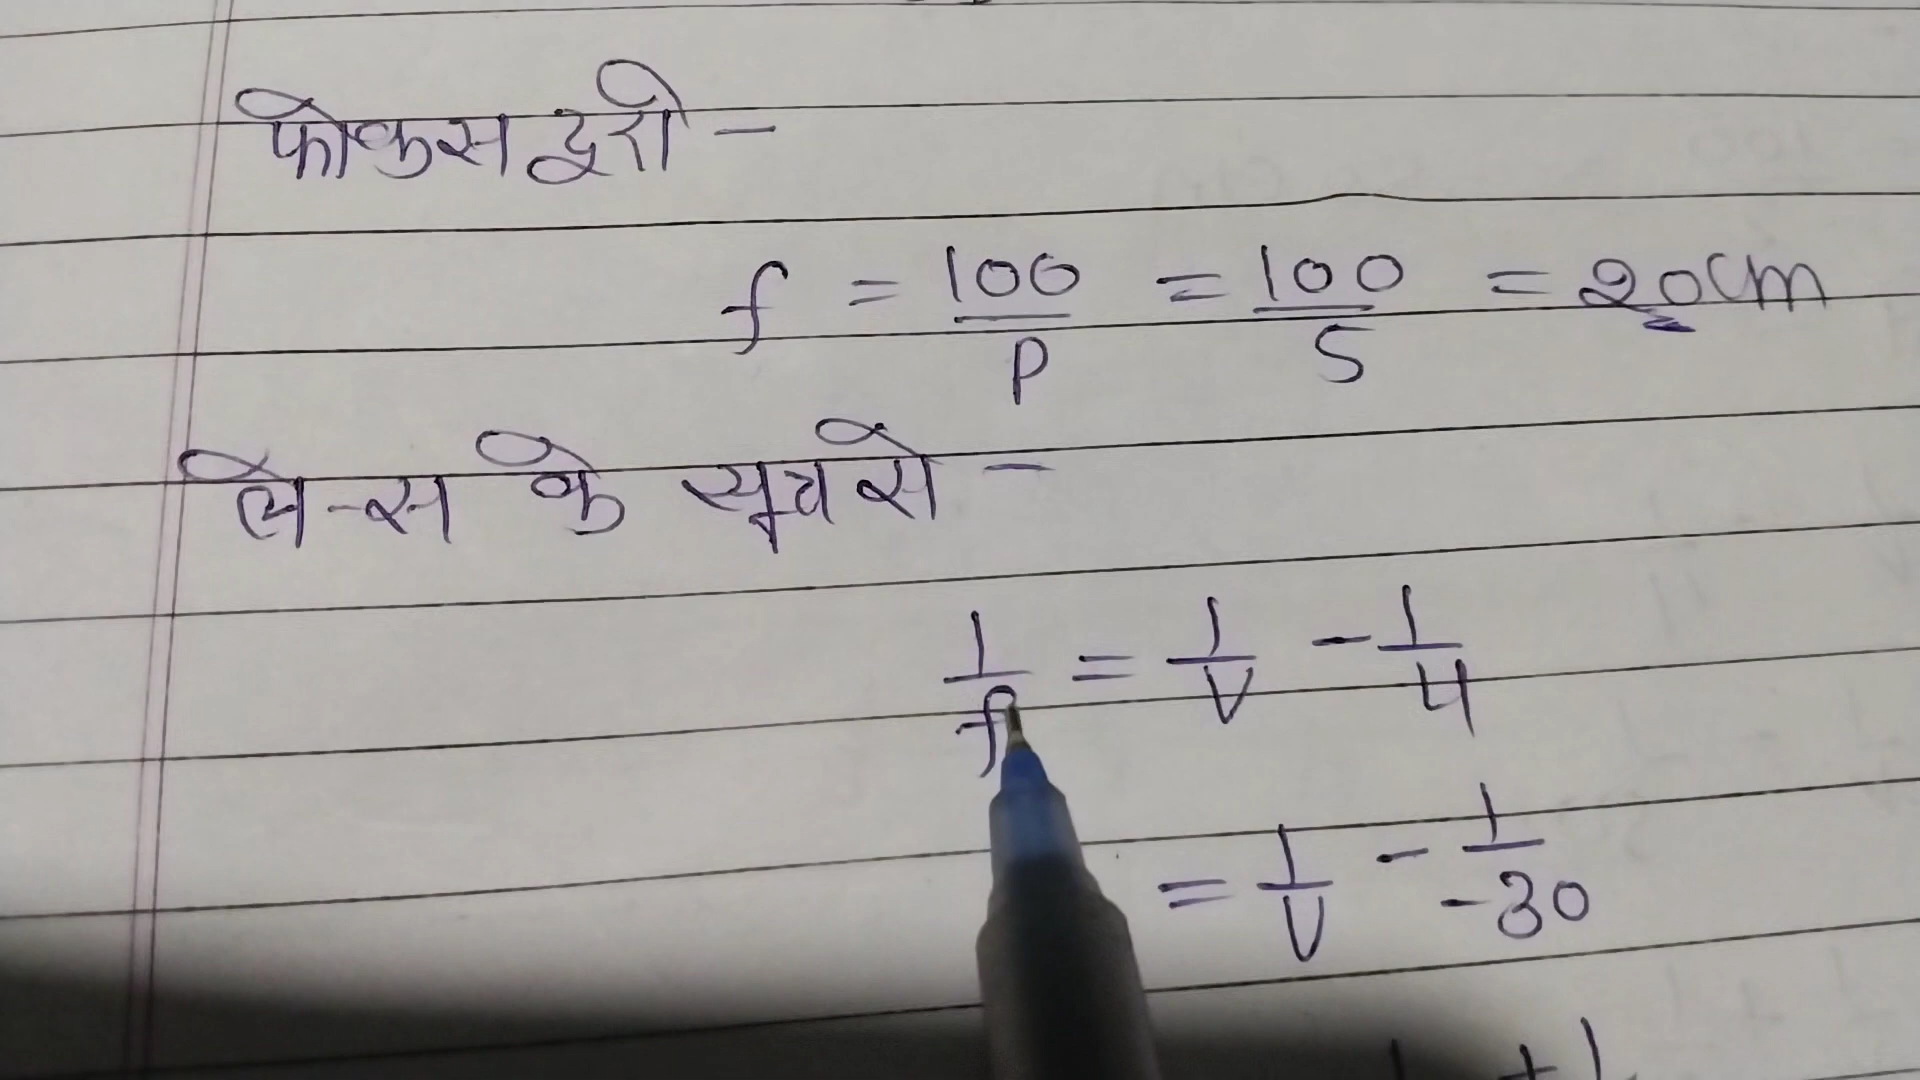 फोकस दूरी -
f = 100/P = 100/5 = 20cm
लेन्स के सूत्र से -
1/f = 1/v - 1/u
= 1/v - 1/-30